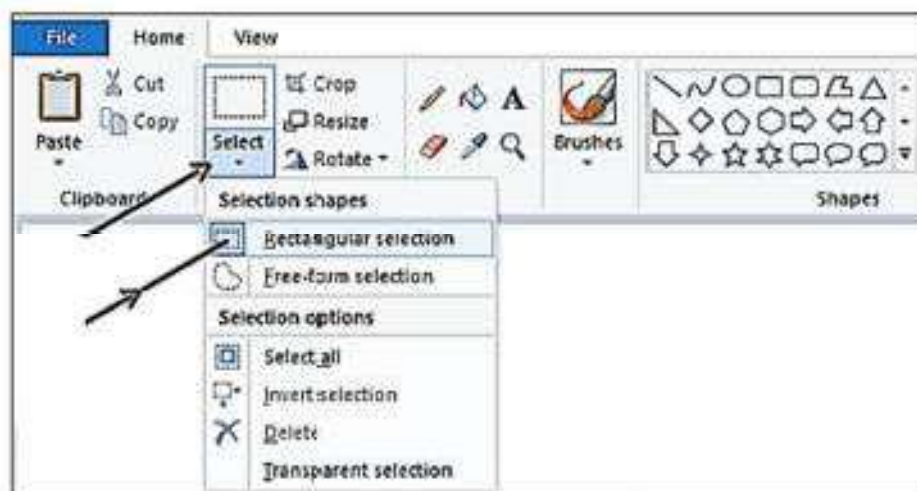 File Home View
Cut
Copy
Paste
Clipboard
Select
Crop
Resize
Rotate
A
Brushes
Shapes
Selection shapes
Rectangular selection
Free-form selection
Selection options
Select all
Invert selection
Delete
Transparent selection